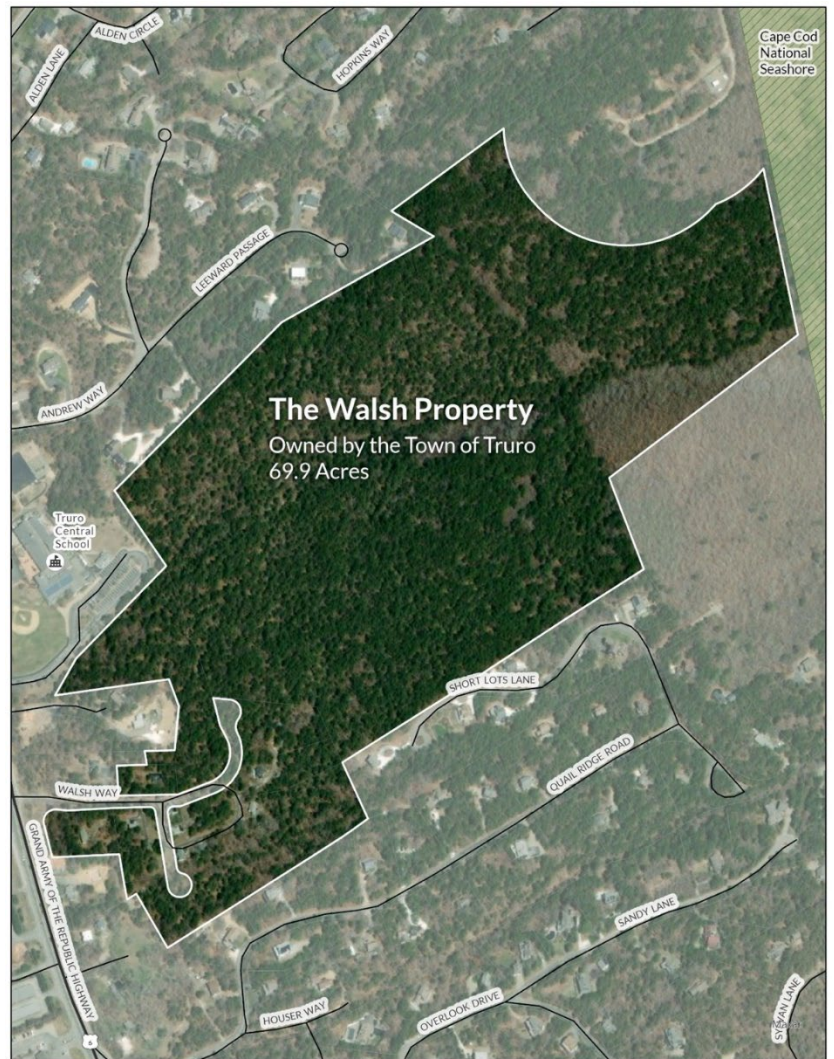 ALDEN CIRCLE
ALDEN LANE
HOPKINS WAY
Cape Cod
National
Seashore
LEEWARD PASSAGE
ANDREW WAY
The Walsh Property
Owned by the Town of Truro
69.9 Acres
Truro
Central
School
SHORT LOTS LANE
WALSH WAY
QUAIL RIDGE ROAD
GRAND ARMY OF THE REPUBLIC HIGHWAY
SANDY LANE
HOUSER WAY
OVERLOOK DRIVE
LANE
6